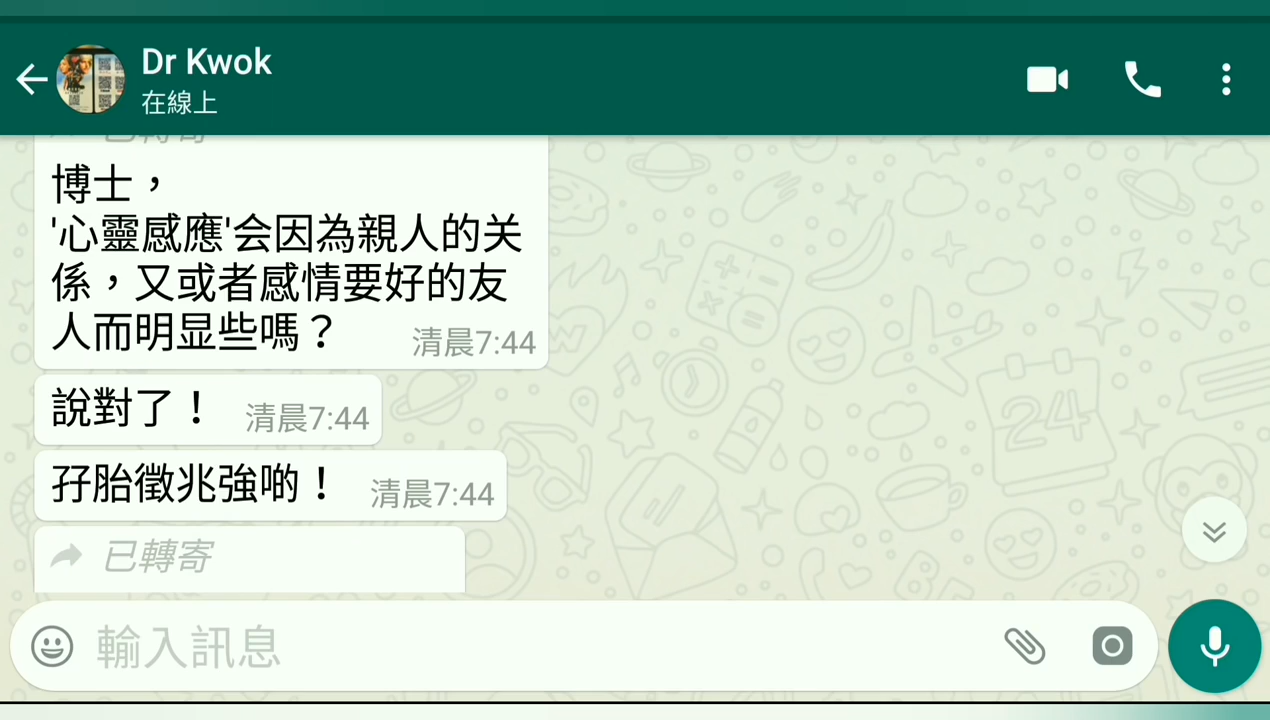 Dr Kwok
在線上
已轉寄
博士，
'心靈感應'会因為親人的关
係，又或者感情要好的友
人而明显些嗎？ 清晨7:44
說對了！ 清晨7:44
孖胎徵兆強啲！ 清晨7:44
已轉寄
輸入訊息